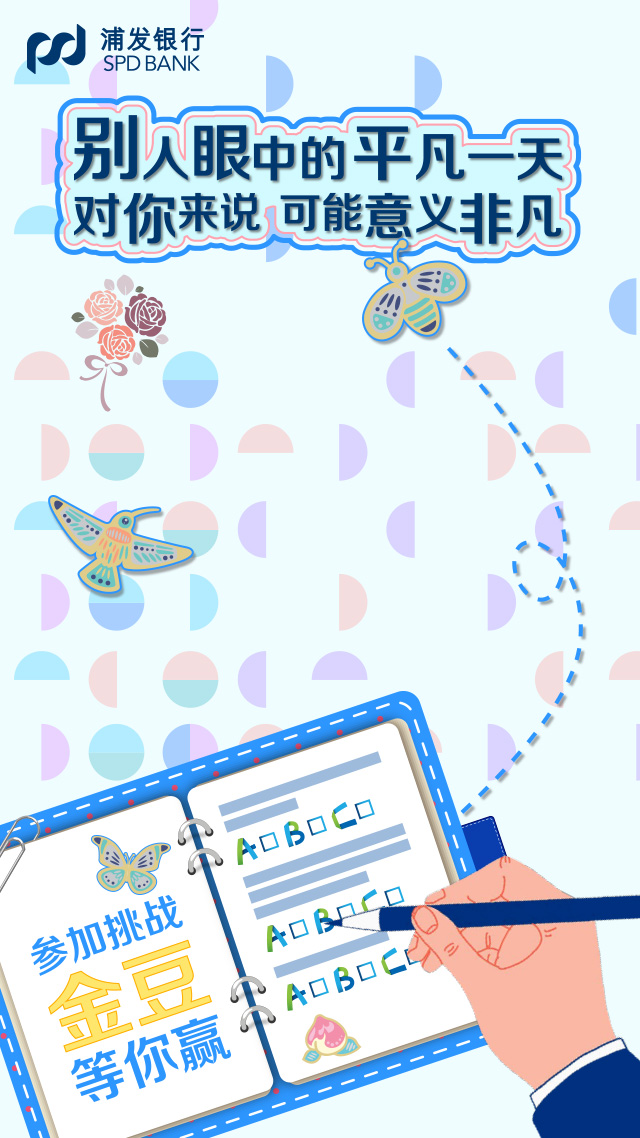 浦发银行
SPD BANK
别人眼中的平凡一天
对你来说 可能意义非凡
参加挑战
金豆
等你赢
A□B□C□
A□B□C□
A□B□C□